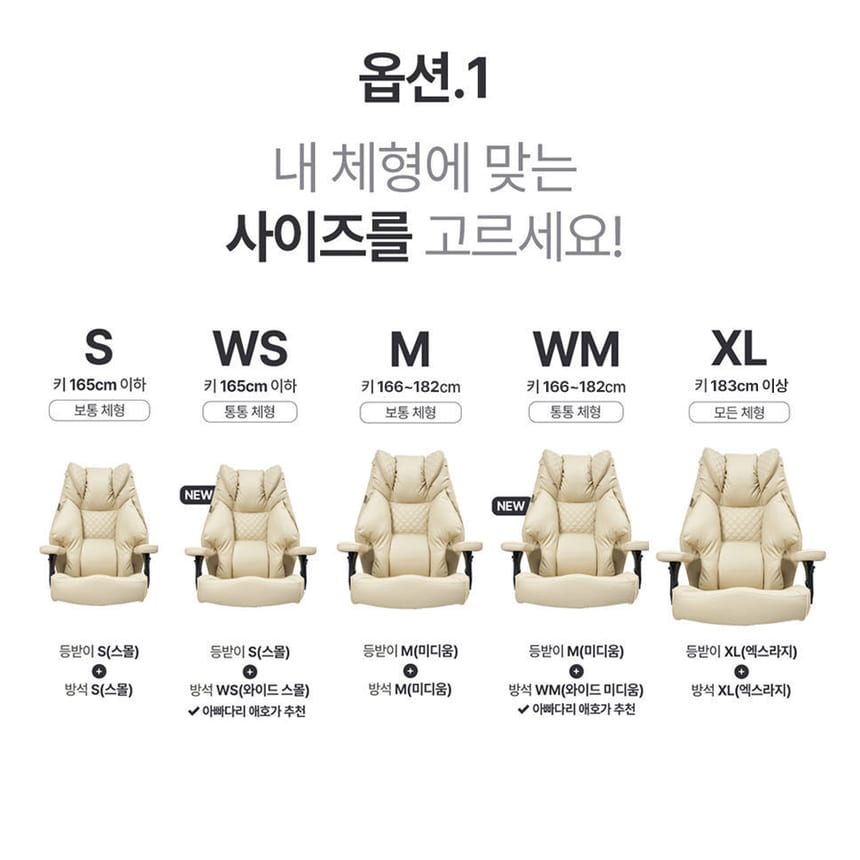 옵션.1
내 체형에 맞는
사이즈를 고르세요!
S
키 165cm 이하
보통 체형
WS
키 165cm 이하
통통 체형
M
키 166~182cm
보통 체형
WM
키 166~182cm
통통 체형
XL
키 183cm 이상
모든 체형
NEW
NEW
등받이 S(스몰)
+
방석 S(스몰)
등받이 S(스몰)
+
방석 WS(와이드 스몰)
✔ 아빠다리 애호가 추천
등받이 M(미디움)
+
방석 M(미디움)
등받이 M(미디움)
+
방석 WM(와이드 미디움)
✔ 아빠다리 애호가 추천
등받이 XL(엑스라지)
+
방석 XL(엑스라지)